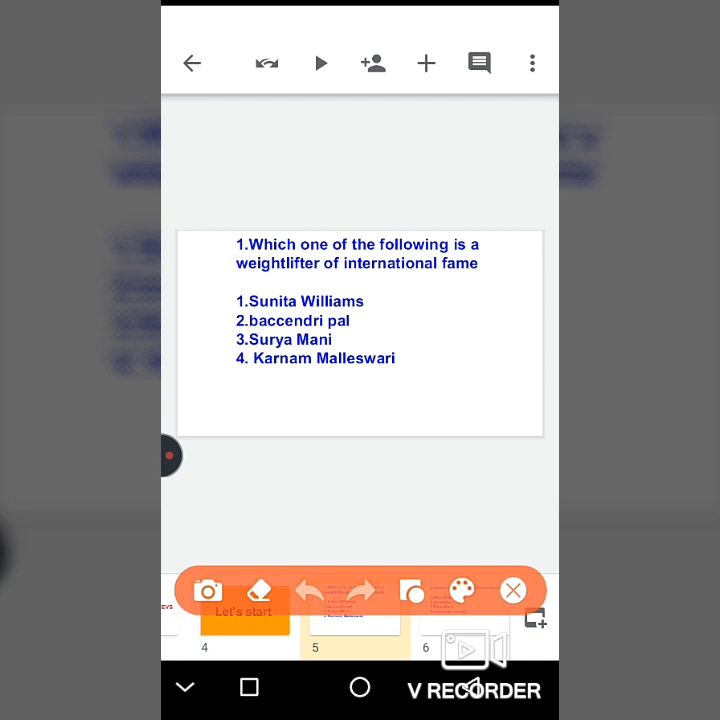 1.Which one of the following is a
weightlifter of international fame
1.Sunita Williams
2.baccendri pal
3.Surya Mani
4. Karnam Malleswari
EVS
Let's start
4
5
6
V RECORDER